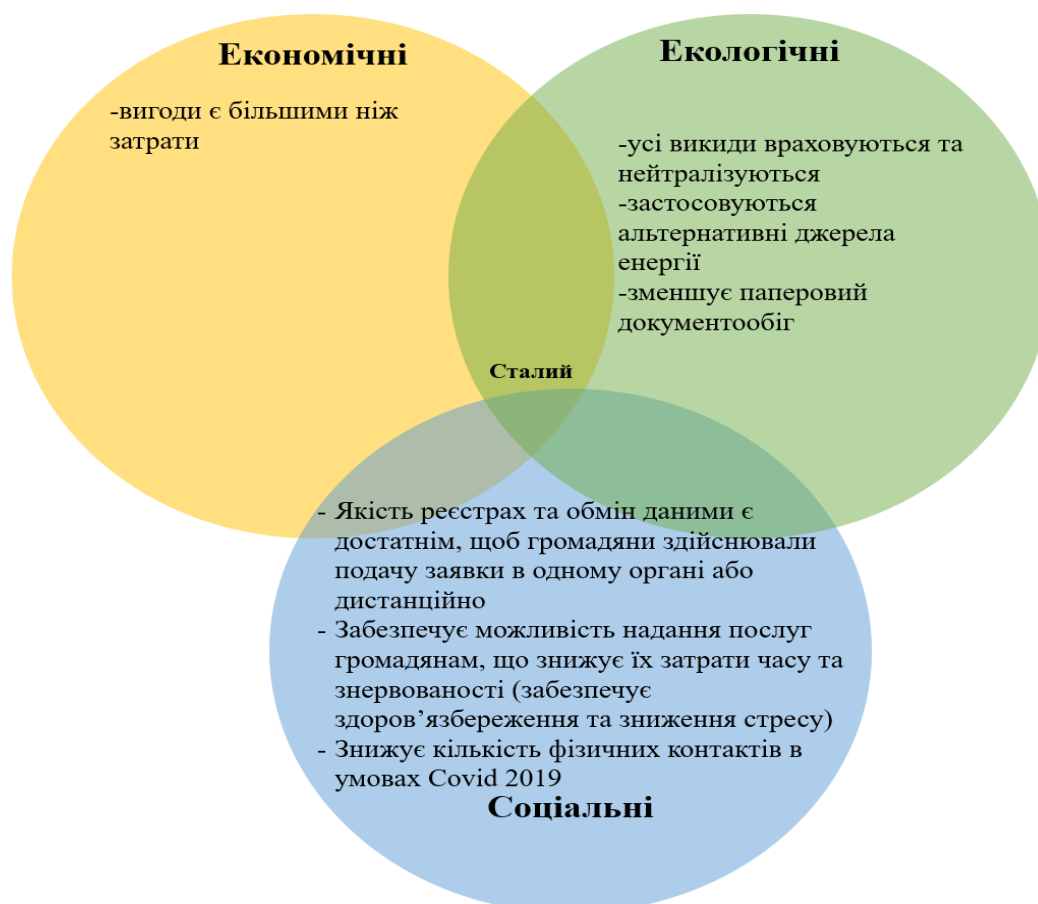 Економічні
-вигоди є більшими ніж
затрати
Екологічні
-усі викиди враховуються та
нейтралізуються
-застосовуються
альтернативні джерела
енергії
-зменшує паперовий
документообіг
Сталий
- Якість реєстрах та обмін даними є
достатнім, щоб громадяни здійснювали
подачу заявки в одному органі або
дистанційно
- Забезпечує можливість надання послуг
громадянам, що знижує їх затрати часу та
знервованості (забезпечує
здоров’язбереження та зниження стресу)
- Знижує кількість фізичних контактів в
умовах Covid 2019
Соціальні